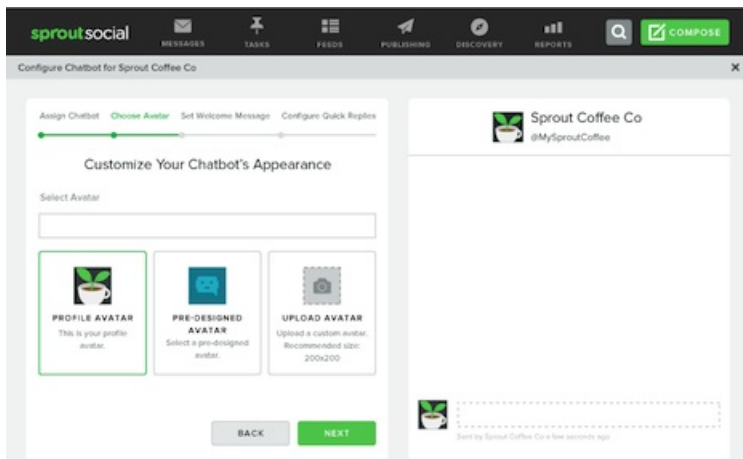 sproutsocial
MESSAGES
TASKS
FEEDS
PUBLISHING
DISCOVERY
REPORTS
COMPOSE
Configure Chatbot for Sprout Coffee Co
Assign Chatbot
Choose Avatar
Set Welcome Message
Configure Quick Replies
Customize Your Chatbot's Appearance
Select Avatar
PROFILE AVATAR
This is your profile
avatar.
PRE-DESIGNED
AVATAR
Select a pre-designed
avatar.
UPLOAD AVATAR
Upload a custom avatar.
Recommended size:
200x200
BACK
NEXT
Sprout Coffee Co
@MySproutCoffee
Sent by Sprout Coffee Co a few seconds ago